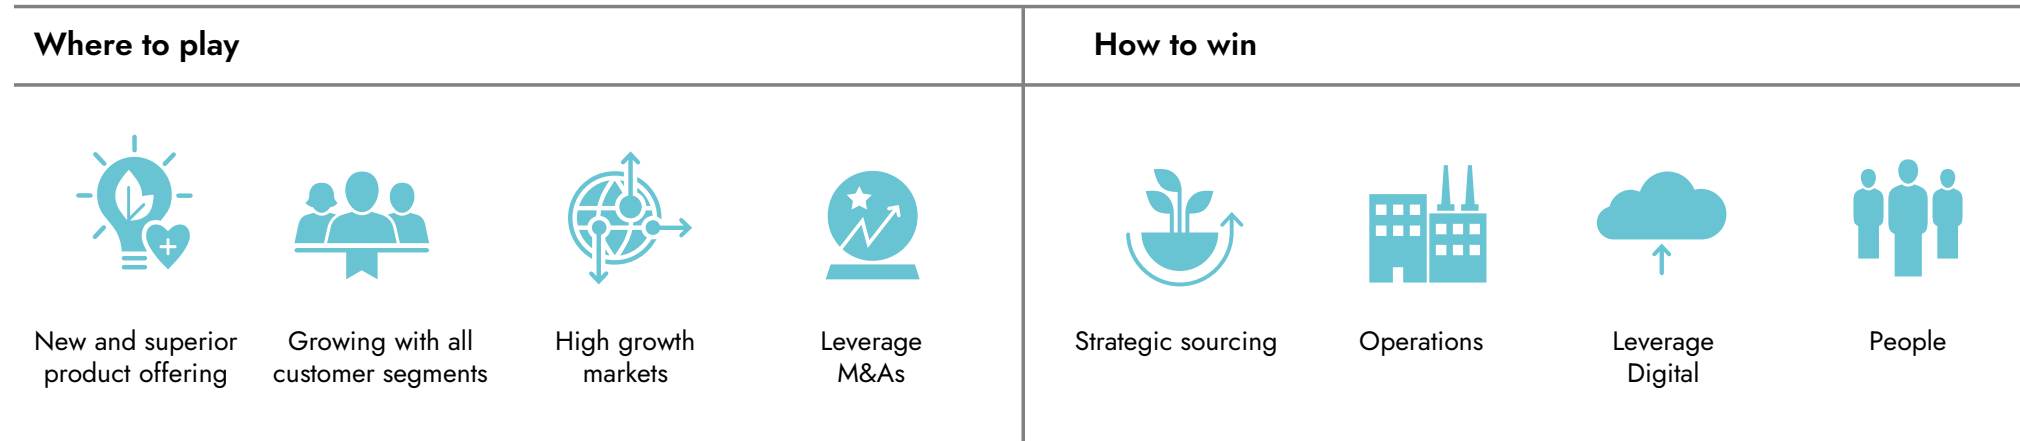 Where to play
How to win
New and superior
product offering
Growing with all
customer segments
High growth
markets
Leverage
M&As
Strategic sourcing
Operations
Leverage
Digital
People